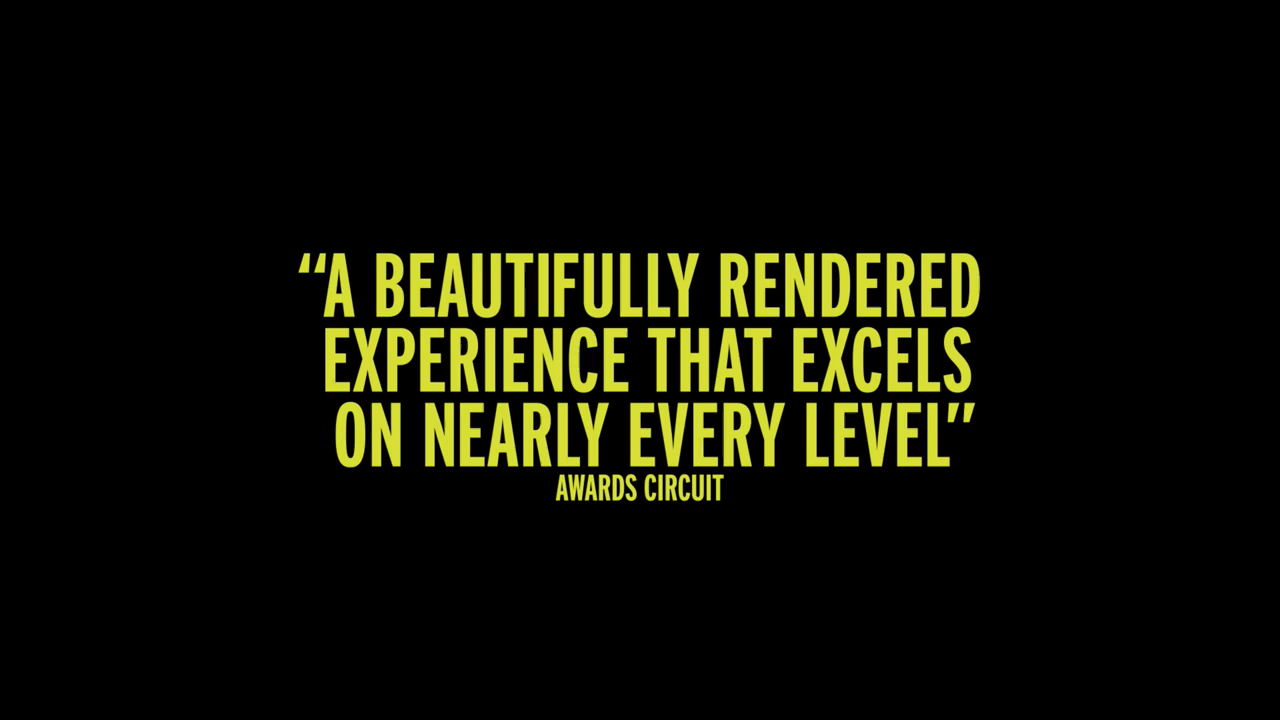 “A BEAUTIFULLY RENDERED
EXPERIENCE THAT EXCELS
ON NEARLY EVERY LEVEL”
AWARDS CIRCUIT